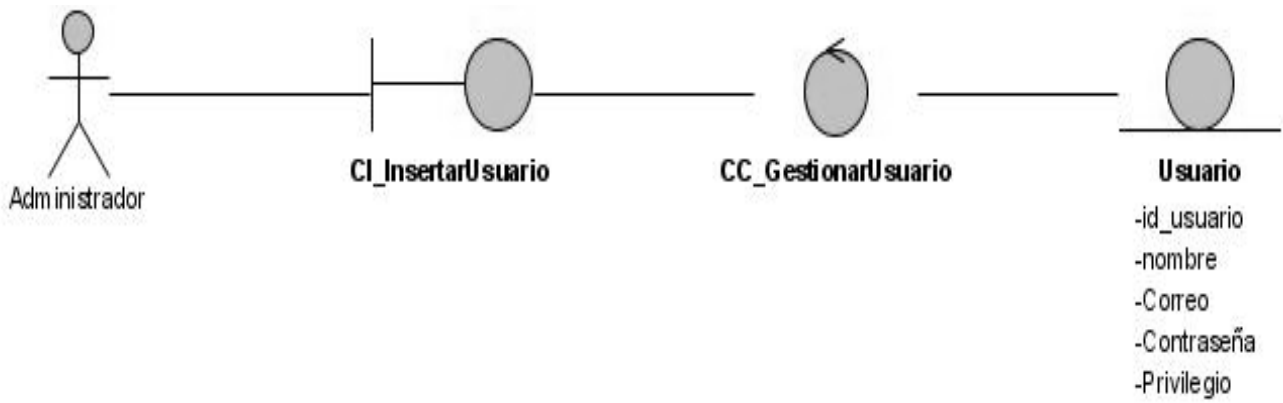 Administrador
CI_InsertarUsuario
CC_GestionarUsuario
Usuario
-id_usuario
-nombre
-Correo
-Contraseña
-Privilegio